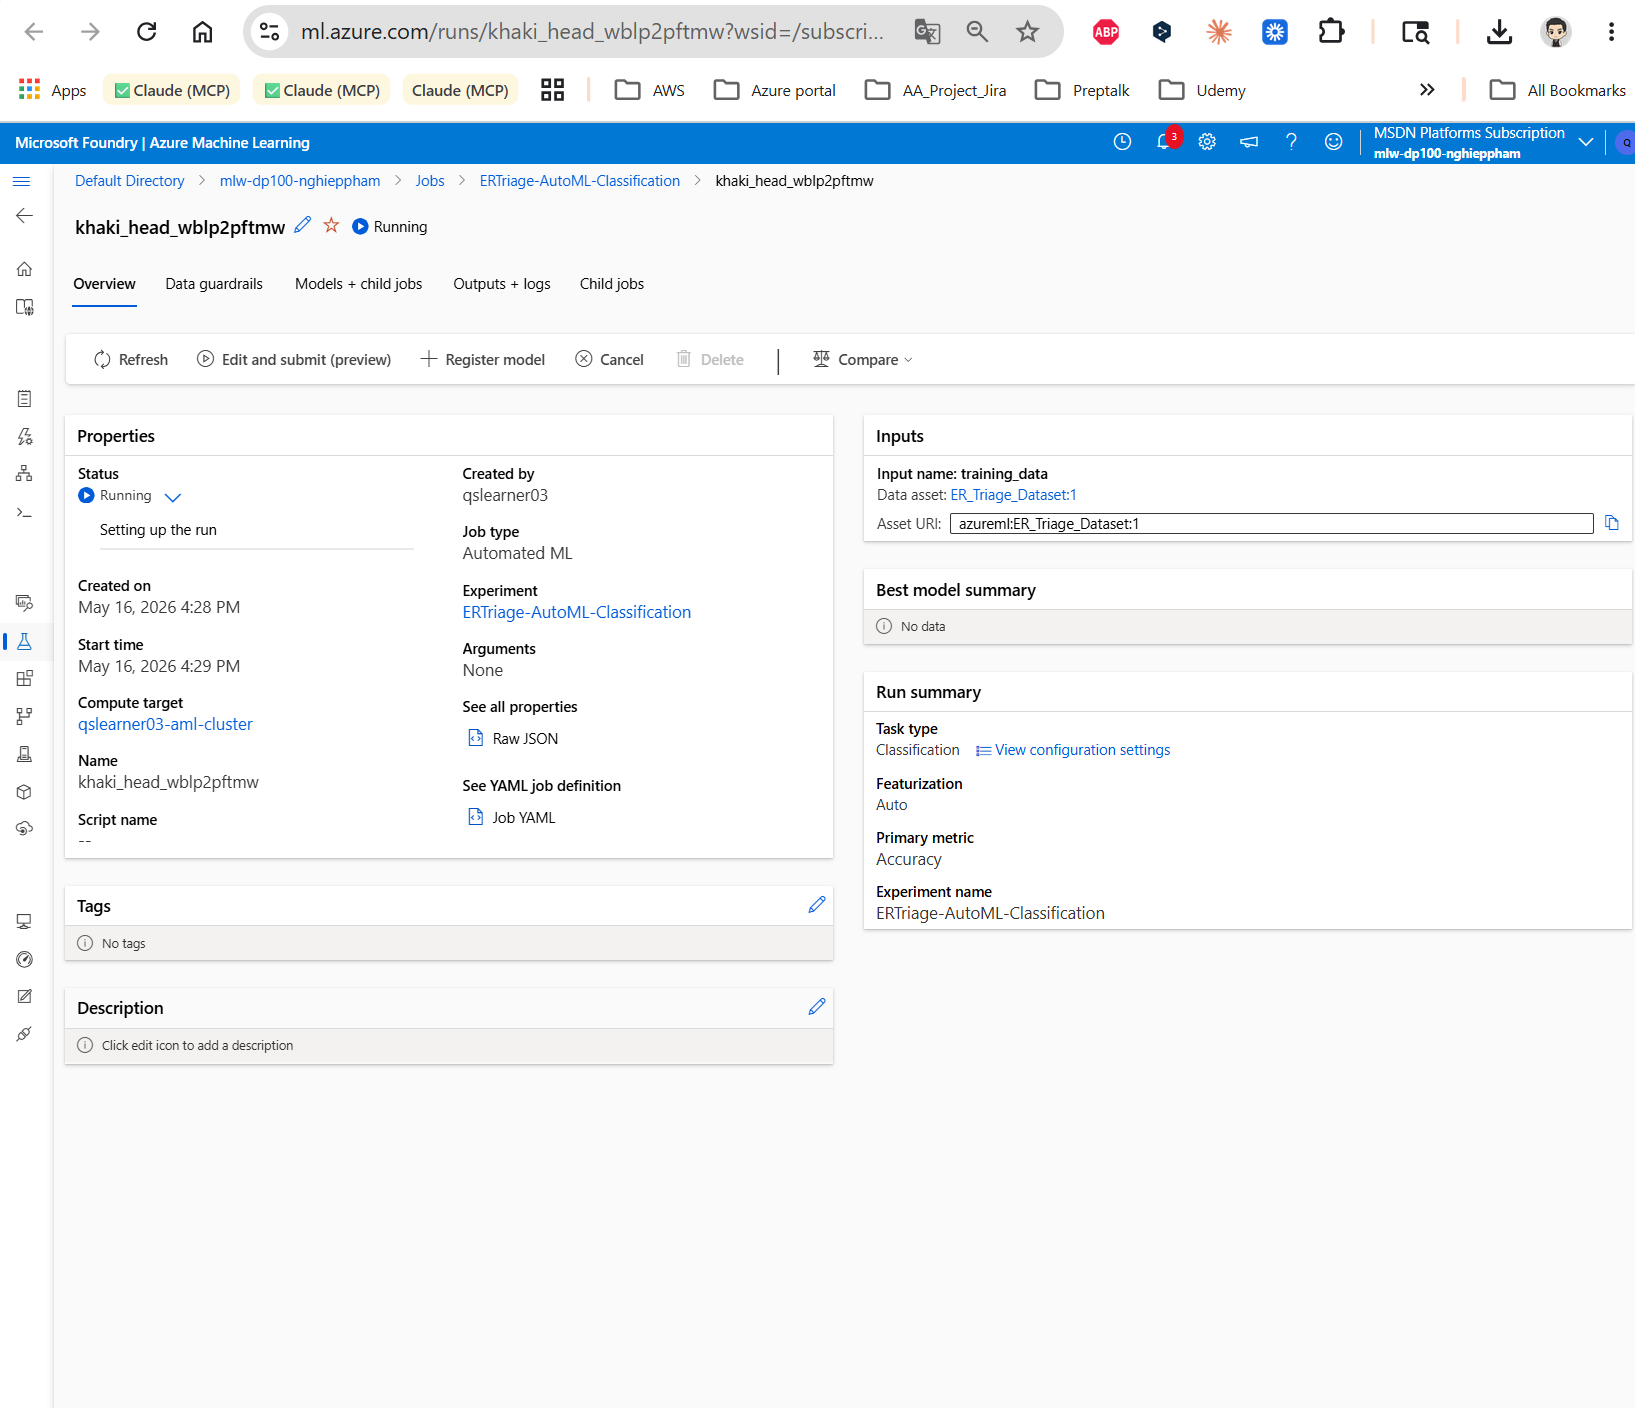 ml.azure.com/runs/khaki_head_wblp2pftmw?wsid=/subscri...
ABP
Apps
Claude (MCP)
Claude (MCP)
Claude (MCP)
AWS
Azure portal
AA_Project_Jira
Preptalk
Udemy
All Bookmarks
Microsoft Foundry | Azure Machine Learning
3
MSDN Platforms Subscription
mlw-dp100-nghieppham
Q
Default Directory > mlw-dp100-nghieppham > Jobs > ERTriage-AutoML-Classification > khaki_head_wblp2pftmw
khaki_head_wblp2pftmw
Running
Overview
Data guardrails
Models + child jobs
Outputs + logs
Child jobs
Refresh
Edit and submit (preview)
Register model
Cancel
Delete
Compare
Properties
Status
Running
Setting up the run
Created on
May 16, 2026 4:28 PM
Start time
May 16, 2026 4:29 PM
Compute target
qslearner03-aml-cluster
Name
khaki_head_wblp2pftmw
Script name
--
Created by
qslearner03
Job type
Automated ML
Experiment
ERTriage-AutoML-Classification
Arguments
None
See all properties
Raw JSON
See YAML job definition
Job YAML
Tags
No tags
Description
Click edit icon to add a description
Inputs
Input name: training_data
Data asset: ER_Triage_Dataset:1
Asset URI: azureml:ER_Triage_Dataset:1
Best model summary
No data
Run summary
Task type
Classification
View configuration settings
Featurization
Auto
Primary metric
Accuracy
Experiment name
ERTriage-AutoML-Classification